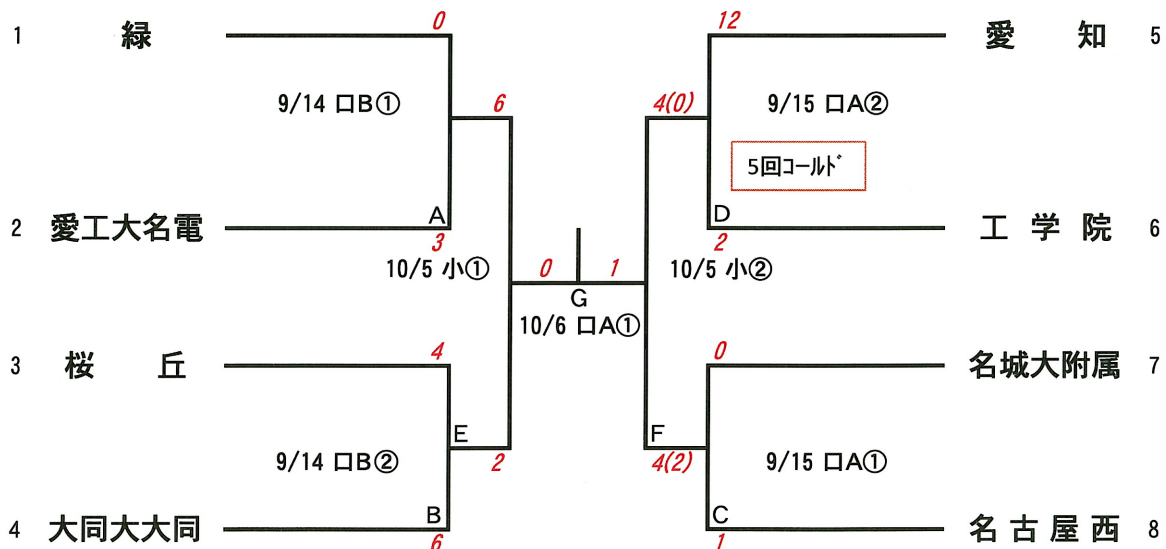 1 緑 0 12 愛 知 5
9/14 口B① 6 4(0) 9/15 口A②
5回コールド
2 愛工大名電 A 3 D 2 工学院 6
10/5 小① 0 1 10/5 小②
G
10/6 口A①
3 桜 丘 4 0 名城大附属 7
E F
9/14 口B② 2 4(2) 9/15 口A①
4 大同大大同 B 6 C 1 名古屋西 8